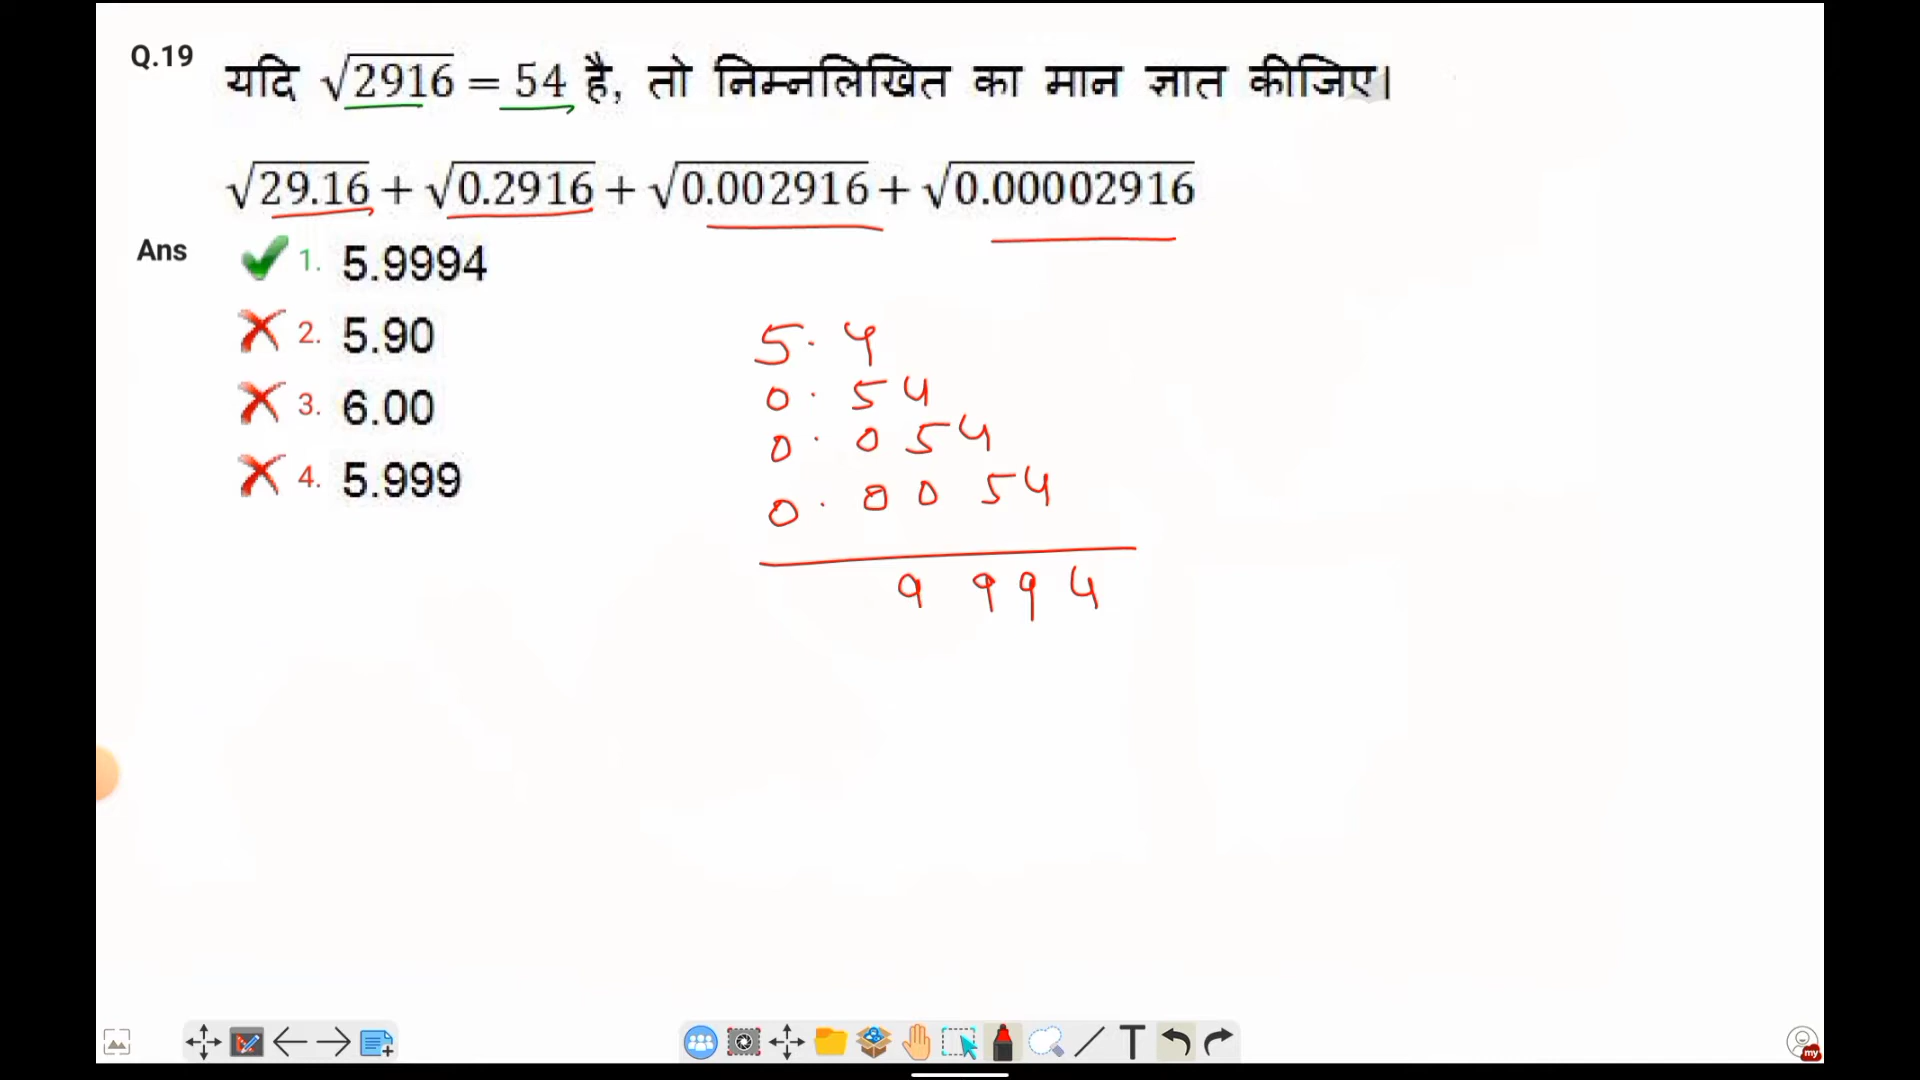 Q.19 यदि √2916 = 54 है, तो निम्नलिखित का मान ज्ञात कीजिए।
√29.16 + √0.2916 + √0.002916 + √0.00002916
Ans 1. 5.9994
2. 5.90
3. 6.00
4. 5.999
5.4
0.54
0.054
0.0054
9994
T
my